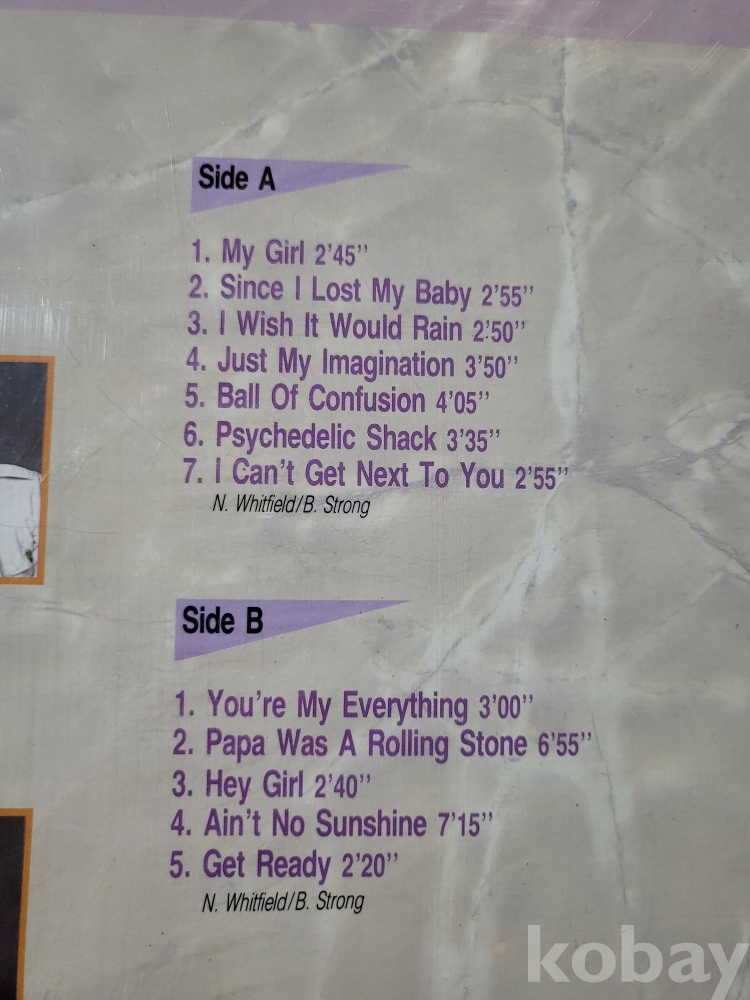 Side A
1. My Girl 2'45''
2. Since I Lost My Baby 2'55''
3. I Wish It Would Rain 2'50''
4. Just My Imagination 3'50''
5. Ball Of Confusion 4'05''
6. Psychedelic Shack 3'35''
7. I Can't Get Next To You 2'55''
N. Whitfield/B. Strong
Side B
1. You're My Everything 3'00''
2. Papa Was A Rolling Stone 6'55''
3. Hey Girl 2'40''
4. Ain't No Sunshine 7'15''
5. Get Ready 2'20''
N. Whitfield/B. Strong
kobay